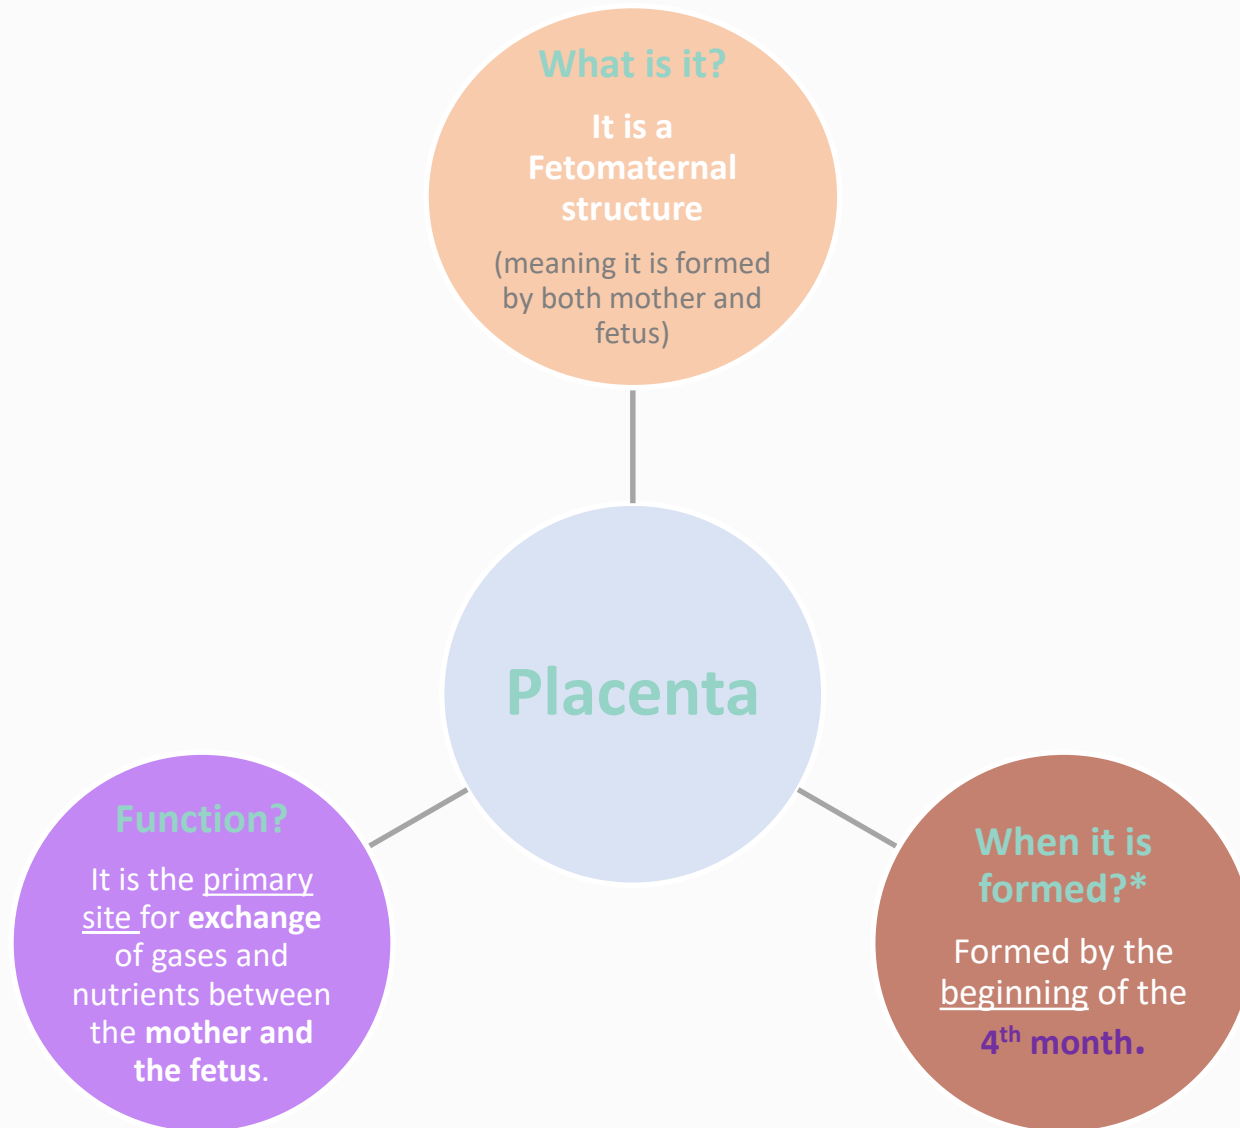 What is it?
It is a
Fetomaternal
structure
(meaning it is formed
by both mother and
fetus)
Placenta
Function?
It is the primary
site for exchange
of gases and
nutrients between
the mother and
the fetus.
When it is
formed?*
Formed by the
beginning of the
4th month.